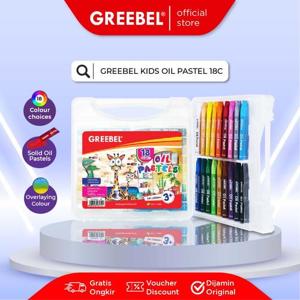 GREEBEL®
official
store
GREEBEL KIDS OIL PASTEL 18C
18
Colour
choices
Solid Oil
Pastels
Overlaying
Colour
GREEBEL®
18 OIL
PASTELS
3+
Gratis
Ongkir
Voucher
Discount
Dijamin
Original